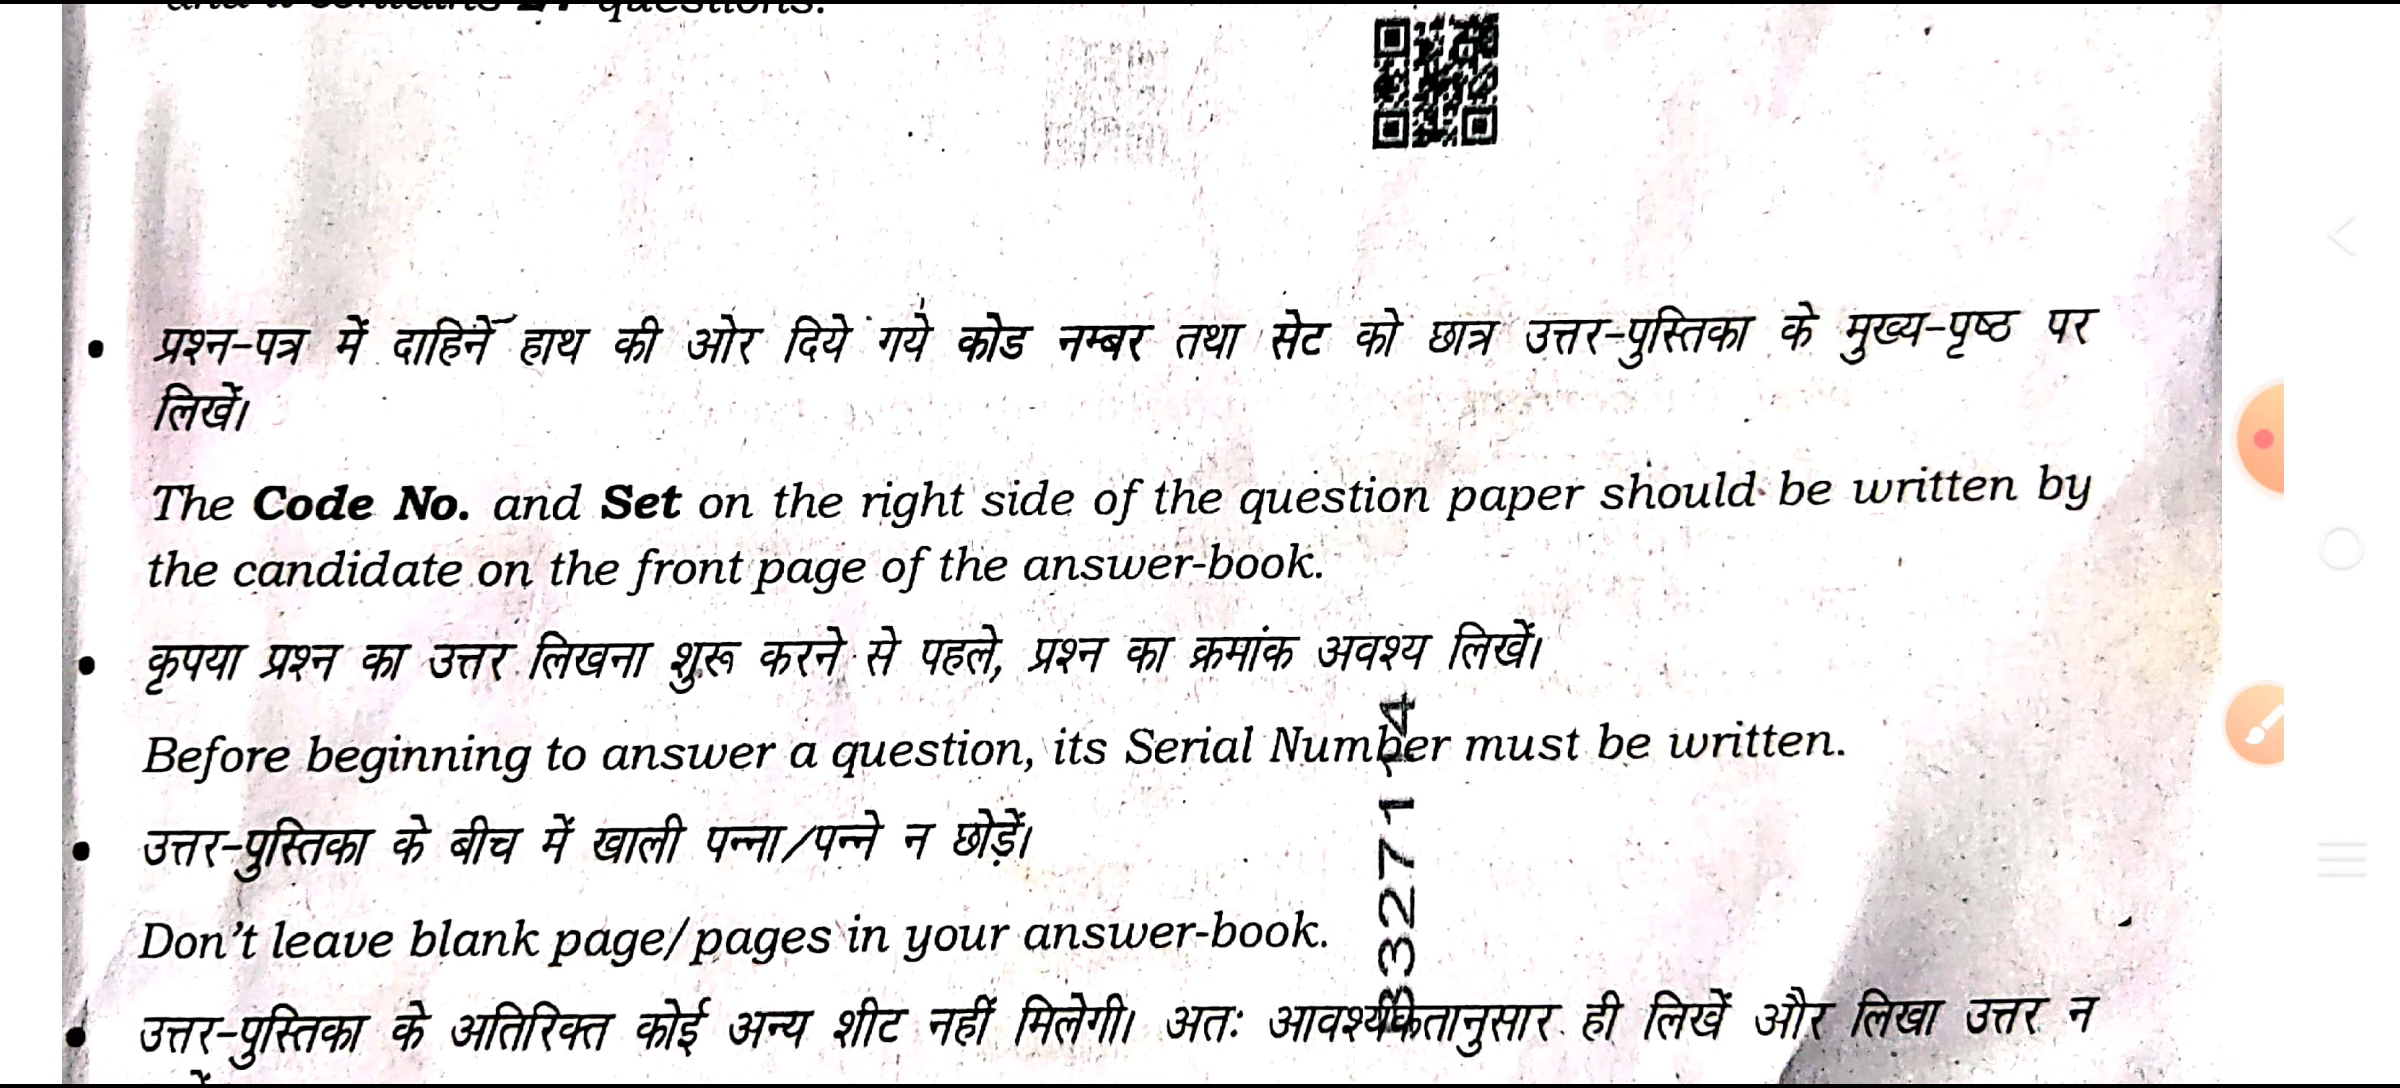 questions.
• प्रश्न-पत्र में दाहिनें हाथ की ओर दिये गये कोड नम्बर तथा सेट को छात्र उत्तर-पुस्तिका के मुख्य-पृष्ठ पर
लिखें।
The Code No. and Set on the right side of the question paper should be written by
the candidate on the front page of the answer-book.
• कृपया प्रश्न का उत्तर लिखना शुरू करने से पहले, प्रश्न का क्रमांक अवश्य लिखें।
Before beginning to answer a question, its Serial Number must be written.
• उत्तर-पुस्तिका के बीच में खाली पन्ना/पन्ने न छोड़ें।
Don't leave blank page/pages in your answer-book.
• उत्तर-पुस्तिका के अतिरिक्त कोई अन्य शीट नहीं मिलेगी। अतः आवश्यकतानुसार ही लिखें और लिखा उत्तर न